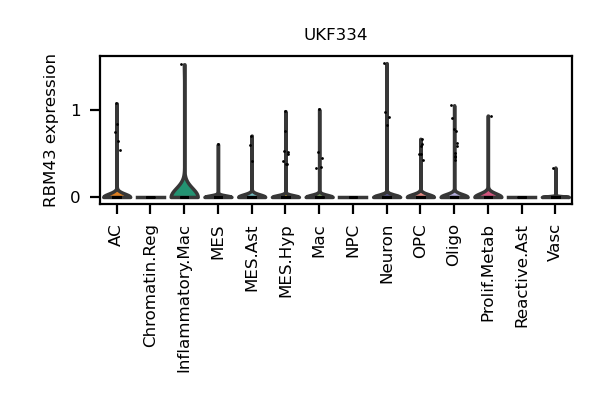 UKF334
RBM43 expression
1
0
AC
Chromatin.Reg
Inflammatory.Mac
MES
MES.Ast
MES.Hyp
Mac
NPC
Neuron
OPC
Oligo
Prolif.Metab
Reactive.Ast
Vasc